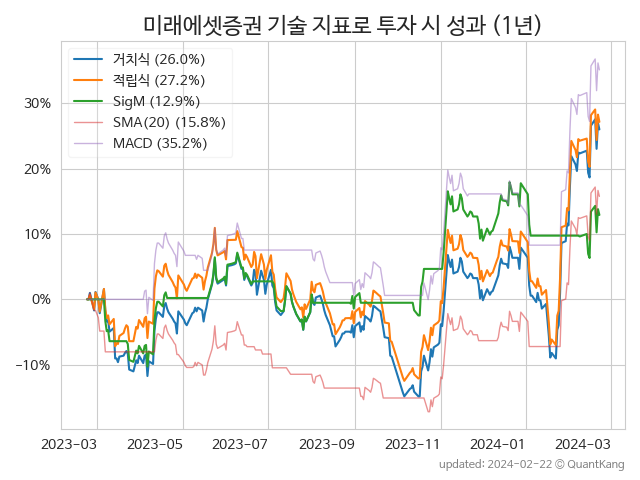 미래에셋증권 기술 지표로 투자 시 성과 (1년)
거치식 (26.0%)
적립식 (27.2%)
SigM (12.9%)
SMA(20) (15.8%)
MACD (35.2%)
30%
20%
10%
0%
−10%
2023-03 2023-05 2023-07 2023-09 2023-11 2024-01 2024-03
updated: 2024-02-22 © QuantKang